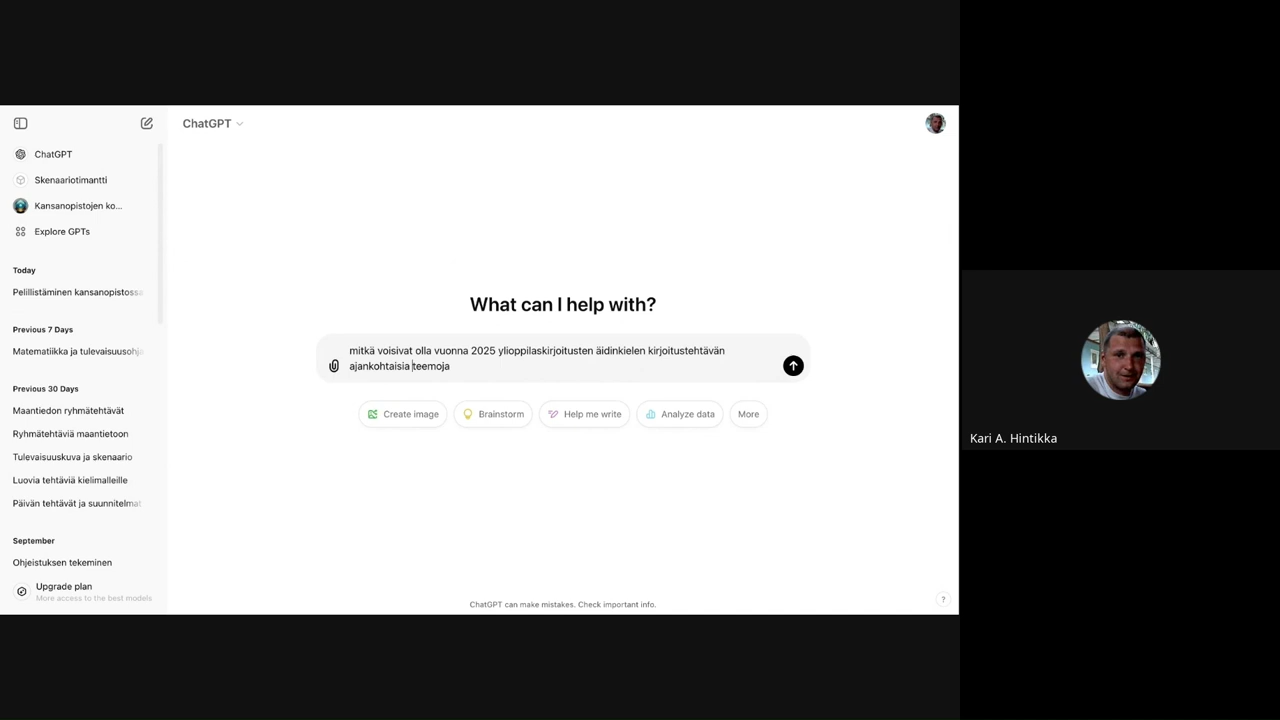 ChatGPT
Skenaariotimantti
Kansanopistojen ko...
Explore GPTs
Today
Pelillistäminen kansanopistossa
Previous 7 Days
Matematiikka ja tulevaisuusohja
Previous 30 Days
Maantiedon ryhmätehtävät
Ryhmätehtäviä maantietoon
Tulevaisuuskuva ja skenaario
Luovia tehtäviä kielimalleille
Päivän tehtävät ja suunnitelmat
September
Ohjeistuksen tekeminen
Upgrade plan
More access to the best models
ChatGPT
What can I help with?
mitkä voisivat olla vuonna 2025 ylioppilaskirjoitusten äidinkielen kirjoitustehtävän
ajankohtaisia teemoja
Create image
Brainstorm
Help me write
Analyze data
More
ChatGPT can make mistakes. Check important info.
?
Kari A. Hintikka